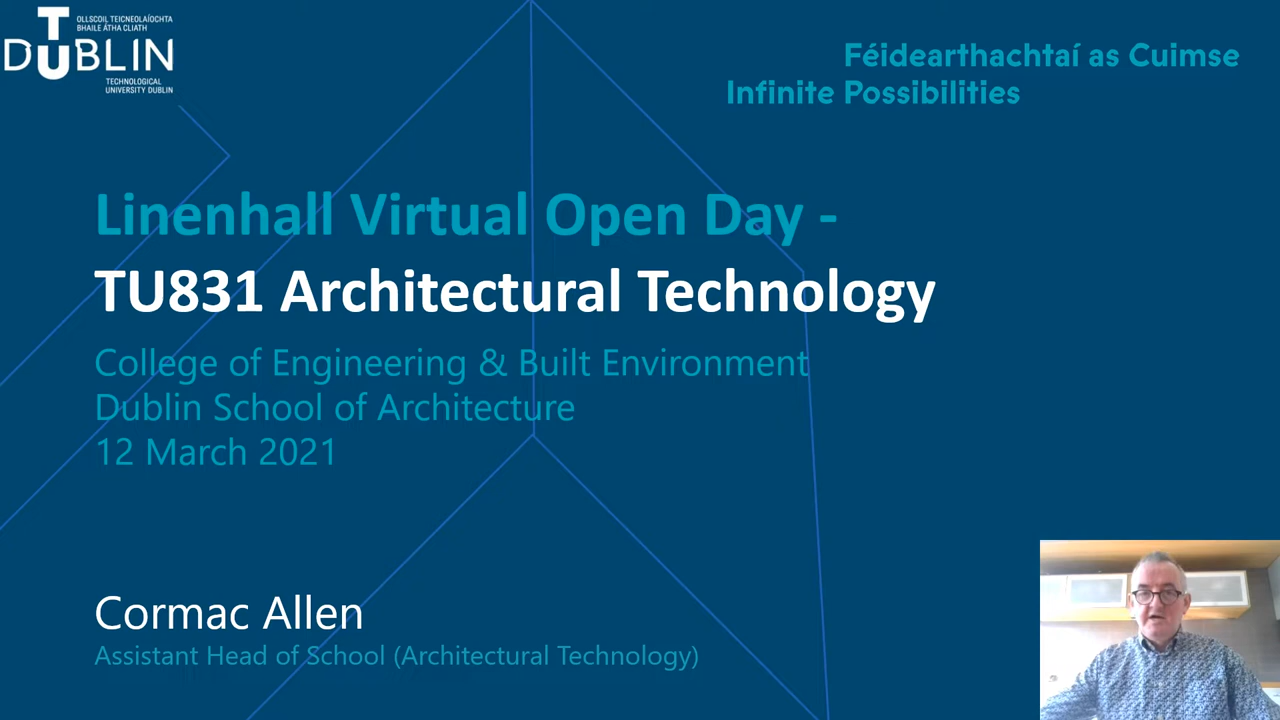 OLLSCOIL TEICNEOLAÍOCHTA
BHAILE ÁTHA CLIATH
TU DUBLIN
TECHNOLOGICAL
UNIVERSITY DUBLIN
Féidearthachtaí as Cuimse
Infinite Possibilities
Linenhall Virtual Open Day -
TU831 Architectural Technology
College of Engineering & Built Environment
Dublin School of Architecture
12 March 2021
Cormac Allen
Assistant Head of School (Architectural Technology)